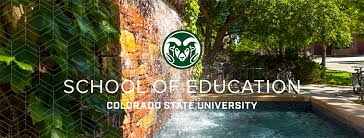 SCHOOL OF EDUCATION
COLORADO STATE UNIVERSITY